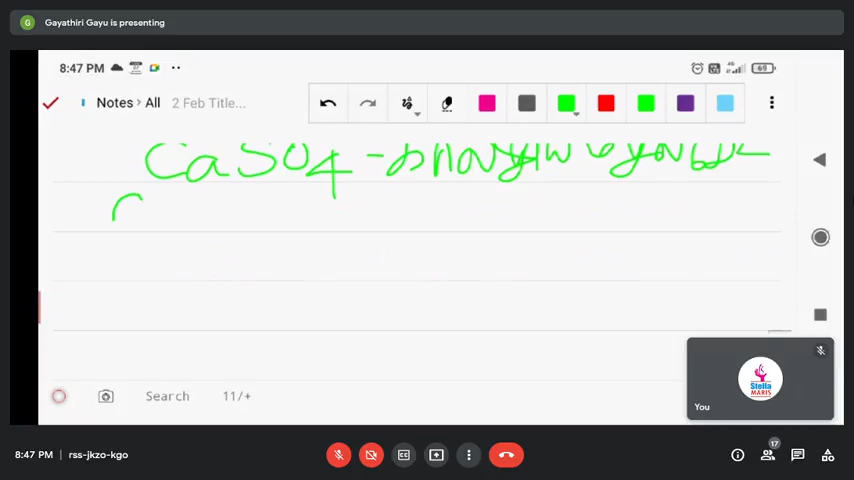 Gayathiri Gayu is presenting
8:47 PM
69
Notes › All 2 Feb Title...
CaSO4 -
Search 11/+
Stella
MARIS
You
8:47 PM | rss-jkzo-kgo
17